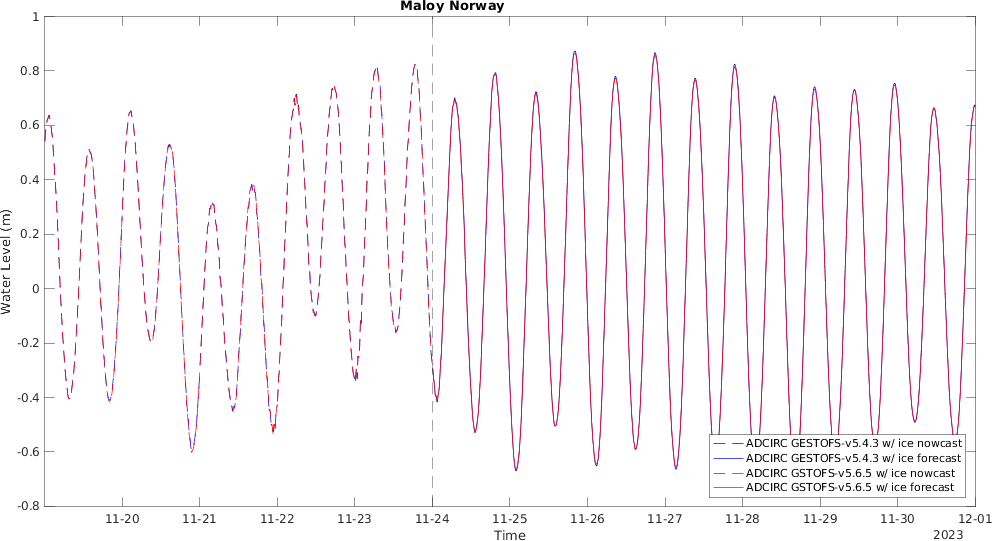 Maloy Norway
1
0.8
0.6
0.4
0.2
0
-0.2
-0.4
-0.6
-0.8
Water Level (m)
ADCIRC GESTOFS-v5.4.3 w/ ice nowcast
ADCIRC GESTOFS-v5.4.3 w/ ice forecast
ADCIRC GSTOFS-v5.6.5 w/ ice nowcast
ADCIRC GSTOFS-v5.6.5 w/ ice forecast
11-20 11-21 11-22 11-23 11-24 11-25 11-26 11-27 11-28 11-29 11-30 12-01
Time
2023